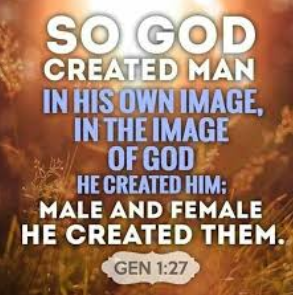 SO GOD
CREATED MAN
IN HIS OWN IMAGE,
IN THE IMAGE
OF GOD
HE CREATED HIM;
MALE AND FEMALE
HE CREATED THEM.
GEN 1:27